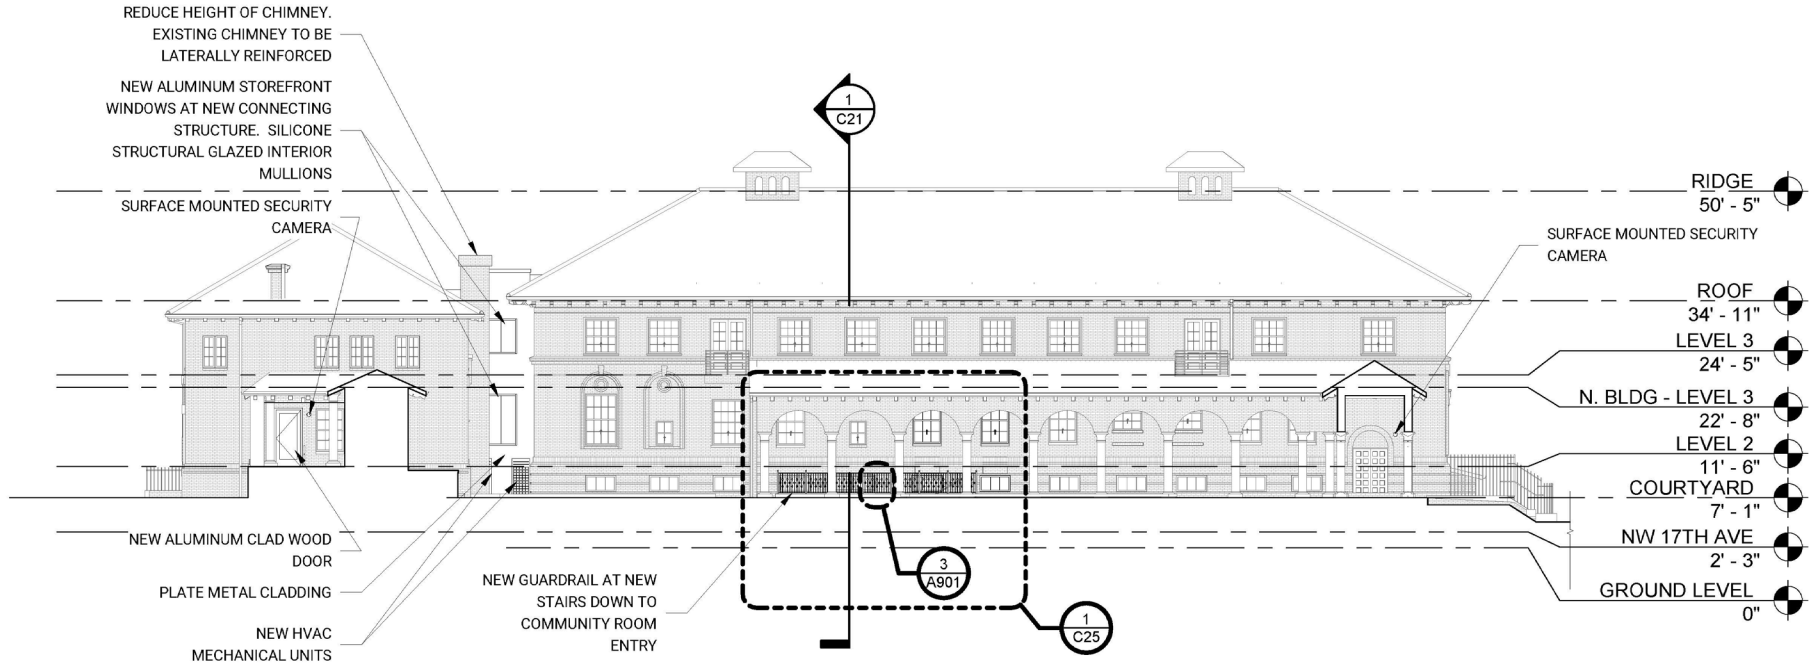 REDUCE HEIGHT OF CHIMNEY.
EXISTING CHIMNEY TO BE
LATERALLY REINFORCED
NEW ALUMINUM STOREFRONT
WINDOWS AT NEW CONNECTING
STRUCTURE. SILICONE
STRUCTURAL GLAZED INTERIOR
MULLIONS
SURFACE MOUNTED SECURITY
CAMERA
NEW ALUMINUM CLAD WOOD
DOOR
PLATE METAL CLADDING
NEW HVAC
MECHANICAL UNITS
NEW GUARDRAIL AT NEW
STAIRS DOWN TO
COMMUNITY ROOM
ENTRY
1
C21
3
A901
1
C25
SURFACE MOUNTED SECURITY
CAMERA
RIDGE
50' - 5"
ROOF
34' - 11"
LEVEL 3
24' - 5"
N. BLDG - LEVEL 3
22' - 8"
LEVEL 2
11' - 6"
COURTYARD
7' - 1"
NW 17TH AVE
2' - 3"
GROUND LEVEL
0"